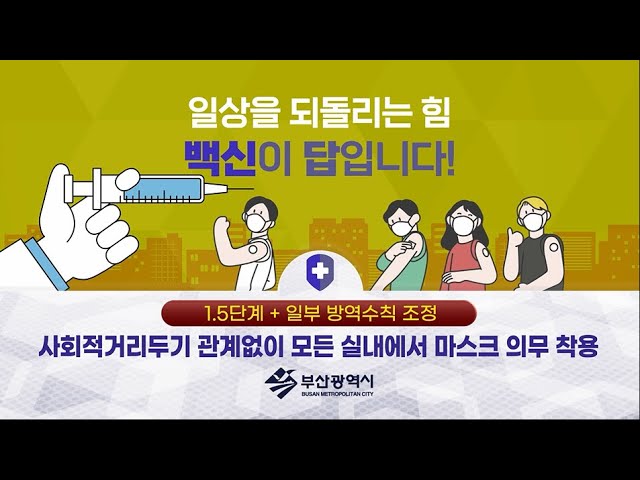 일상을 되돌리는 힘
백신이 답입니다!
1.5단계 + 일부 방역수칙 조정
사회적거리두기 관계없이 모든 실내에서 마스크 의무 착용
부산광역시
BUSAN METROPOLITAN CITY